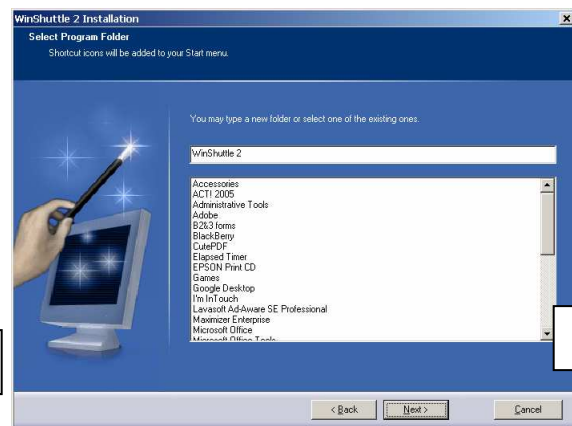 WinShuttle 2 Installation
Select Program Folder
Shortcut icons will be added to your Start menu.
You may type a new folder or select one of the existing ones.
WinShuttle 2
Accessories
ACT! 2005
Administrative Tools
Adobe
B2&3 forms
BlackBerry
CutePDF
Elapsed Timer
EPSON Print CD
Games
Google Desktop
I'm InTouch
Lavasoft Ad-Aware SE Professional
Maximizer Enterprise
Microsoft Office
Microsoft Office Tools
< Back
Next >
Cancel